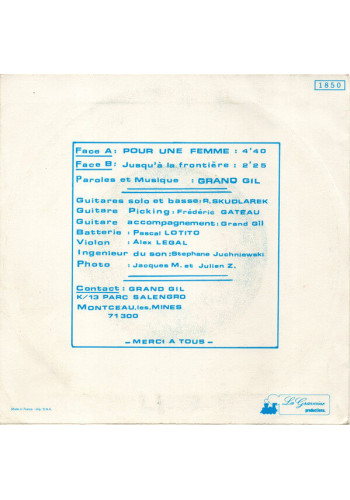 1850
Face A: POUR UNE FEMME : 4'40
Face B: Jusqu'à la frontière : 2'25
Paroles et Musique : GRAND GIL
Guitares solo et basse: R. SKUDLAREK
Guitare Picking: Frédéric GATEAU
Guitare accompagnement: Grand Gil
Batterie : Pascal LOTITO
Violon : Alex LEGAL
Ingenieur du son: Stephane Juchniewski
Photo : Jacques M. et Julien Z.
Contact: GRAND GIL
K/13 PARC SALENGRO
MONTCEAU.les.MINES
71300
_ MERCI A TOUS _
La Gravonne
productions.